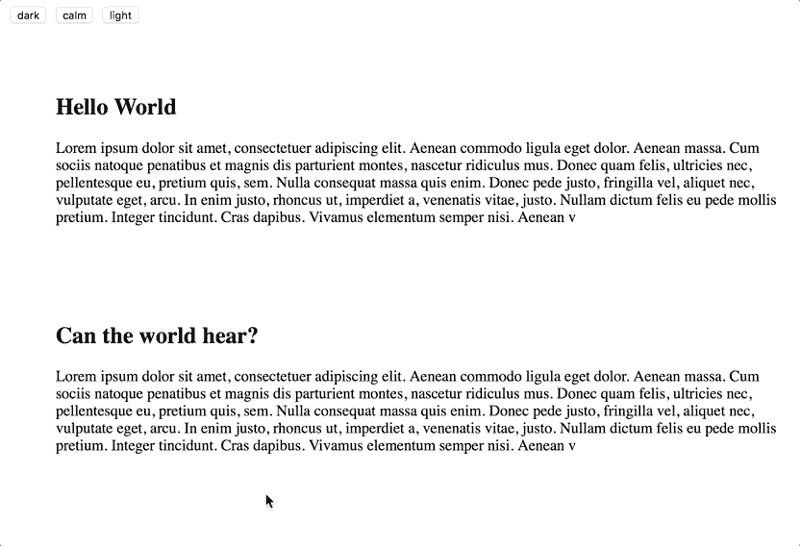 dark calm light
Hello World
Lorem ipsum dolor sit amet, consectetuer adipiscing elit. Aenean commodo ligula eget dolor. Aenean massa. Cum
sociis natoque penatibus et magnis dis parturient montes, nascetur ridiculus mus. Donec quam felis, ultricies nec,
pellentesque eu, pretium quis, sem. Nulla consequat massa quis enim. Donec pede justo, fringilla vel, aliquet nec,
vulputate eget, arcu. In enim justo, rhoncus ut, imperdiet a, venenatis vitae, justo. Nullam dictum felis eu pede mollis
pretium. Integer tincidunt. Cras dapibus. Vivamus elementum semper nisi. Aenean v
Can the world hear?
Lorem ipsum dolor sit amet, consectetuer adipiscing elit. Aenean commodo ligula eget dolor. Aenean massa. Cum
sociis natoque penatibus et magnis dis parturient montes, nascetur ridiculus mus. Donec quam felis, ultricies nec,
pellentesque eu, pretium quis, sem. Nulla consequat massa quis enim. Donec pede justo, fringilla vel, aliquet nec,
vulputate eget, arcu. In enim justo, rhoncus ut, imperdiet a, venenatis vitae, justo. Nullam dictum felis eu pede mollis
pretium. Integer tincidunt. Cras dapibus. Vivamus elementum semper nisi. Aenean v